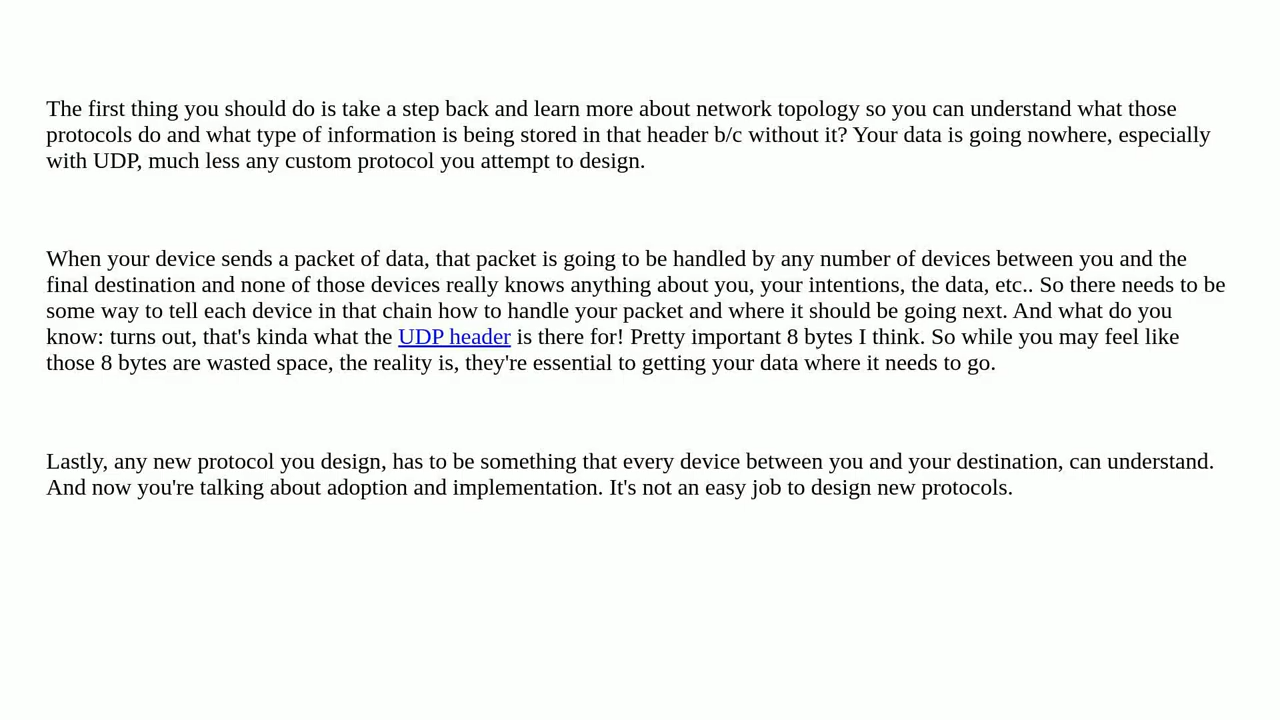 The first thing you should do is take a step back and learn more about network topology so you can understand what those
protocols do and what type of information is being stored in that header b/c without it? Your data is going nowhere, especially
with UDP, much less any custom protocol you attempt to design.
When your device sends a packet of data, that packet is going to be handled by any number of devices between you and the
final destination and none of those devices really knows anything about you, your intentions, the data, etc.. So there needs to be
some way to tell each device in that chain how to handle your packet and where it should be going next. And what do you
know: turns out, that's kinda what the UDP header is there for! Pretty important 8 bytes I think. So while you may feel like
those 8 bytes are wasted space, the reality is, they're essential to getting your data where it needs to go.
Lastly, any new protocol you design, has to be something that every device between you and your destination, can understand.
And now you're talking about adoption and implementation. It's not an easy job to design new protocols.